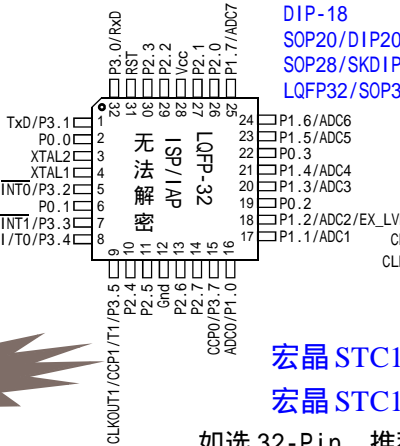 DIP-18
SOP20/DIP20
SOP28/SKDIP
LQFP32/SOP3
P3.0/RxD
RST
P2.3
P2.2
Vcc
P2.1
P2.0
P1.7/ADC7
32
31
30
29
28
27
26
25
TxD/P3.1
P0.0
XTAL2
XTAL1
INT0/P3.2
P0.1
INT1/P3.3
I/T0/P3.4
1
2
3
4
5
6
7
8
无法解密
ISP/IAP
LQFP-32
24
23
22
21
20
19
18
17
P1.6/ADC6
P1.5/ADC5
P0.3
P1.4/ADC4
P1.3/ADC3
P0.2
P1.2/ADC2/EX_LV
P1.1/ADC1
9
10
11
12
13
14
15
16
CLKOUT1/CCP1/T1/P3.5
P2.4
P2.5
Gnd
P2.6
P2.7
CCP0/P3.7
ADC0/P1.0
宏晶 STC1
宏晶 STC1
如选 32-Pin 推